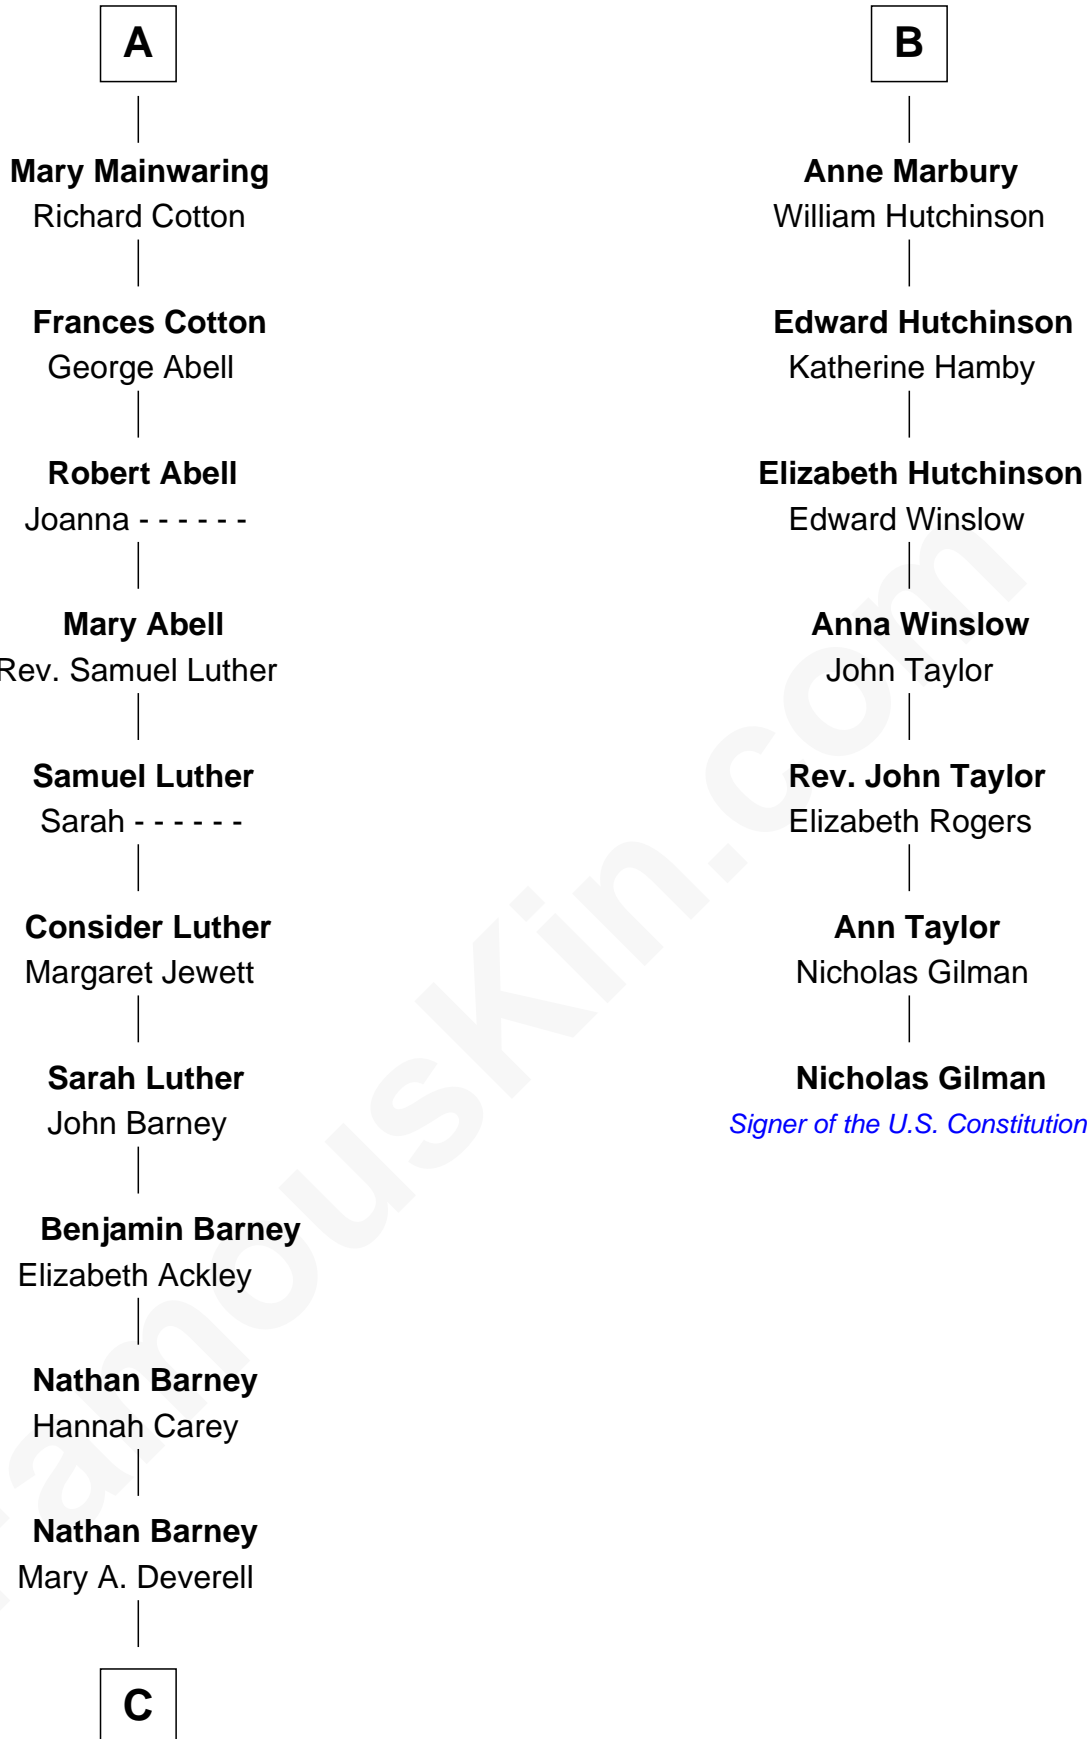 A
Mary Mainwaring
Richard Cotton
Frances Cotton
George Abell
Robert Abell
Joanna - - - - - -
Mary Abell
Rev. Samuel Luther
Samuel Luther
Sarah - - - - - -
Consider Luther
Margaret Jewett
Sarah Luther
John Barney
Benjamin Barney
Elizabeth Ackley
Nathan Barney
Hannah Carey
Nathan Barney
Mary A. Deverell
C
B
Anne Marbury
William Hutchinson
Edward Hutchinson
Katherine Hamby
Elizabeth Hutchinson
Edward Winslow
Anna Winslow
John Taylor
Rev. John Taylor
Elizabeth Rogers
Ann Taylor
Nicholas Gilman
Nicholas Gilman
Signer of the U.S. Constitution
FamousKin.com